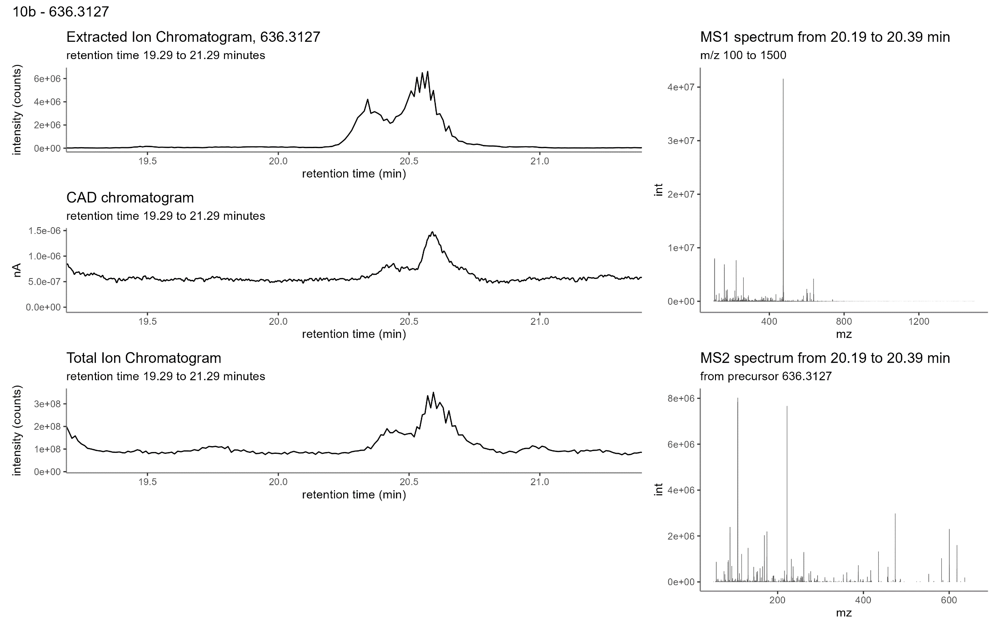 10b - 636.3127
Extracted Ion Chromatogram, 636.3127
retention time 19.29 to 21.29 minutes
intensity (counts)
6e+06
4e+06
2e+06
0e+00
19.5 20.0 20.5 21.0
retention time (min)
CAD chromatogram
retention time 19.29 to 21.29 minutes
nA
1.5e-06
1.0e-06
5.0e-07
0.0e+00
19.5 20.0 20.5 21.0
retention time (min)
Total Ion Chromatogram
retention time 19.29 to 21.29 minutes
intensity (counts)
3e+08
2e+08
1e+08
0e+00
19.5 20.0 20.5 21.0
retention time (min)
MS1 spectrum from 20.19 to 20.39 min
m/z 100 to 1500
int
4e+07
3e+07
2e+07
1e+07
0e+00
400 800 1200
mz
MS2 spectrum from 20.19 to 20.39 min
from precursor 636.3127
int
8e+06
6e+06
4e+06
2e+06
0e+00
200 400 600
mz